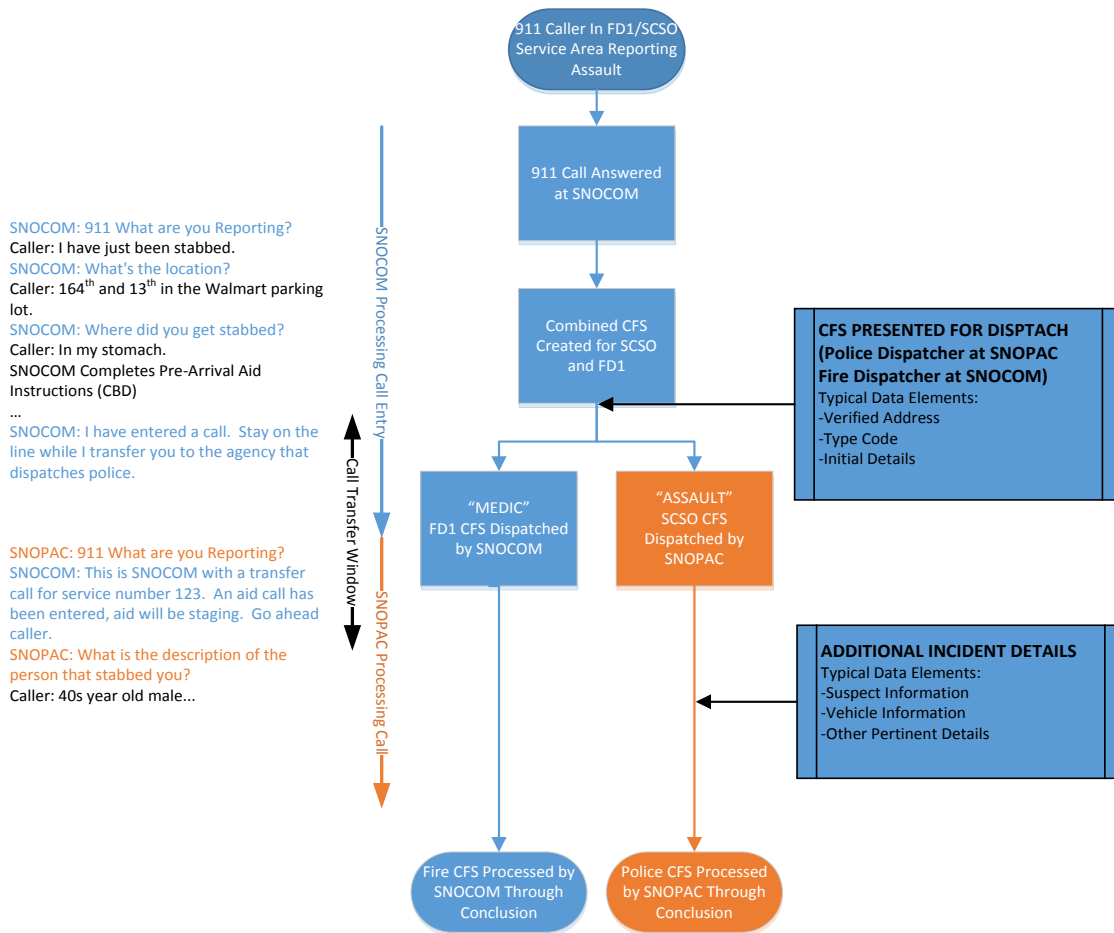 911 Caller In FD1/SCSO
Service Area Reporting
Assault
911 Call Answered
at SNOCOM
SNOCOM: 911 What are you Reporting?
Caller: I have just been stabbed.
SNOCOM: What's the location?
Caller: 164th and 13th in the Walmart parking
lot.
SNOCOM: Where did you get stabbed?
Caller: In my stomach.
SNOCOM Completes Pre-Arrival Aid
Instructions (CBD)
...
SNOCOM: I have entered a call.  Stay on the
line while I transfer you to the agency that
dispatches police.
SNOPAC: 911 What are you Reporting?
SNOCOM: This is SNOCOM with a transfer
call for service number 123.  An aid call has
been entered, aid will be staging.  Go ahead
caller.
SNOPAC: What is the description of the
person that stabbed you?
Caller: 40s year old male...
Call Transfer Window
SNOCOM Processing Call Entry
SNOPAC Processing Call
Combined CFS
Created for SCSO
and FD1
CFS PRESENTED FOR DISPTACH
(Police Dispatcher at SNOPAC
Fire Dispatcher at SNOCOM)
Typical Data Elements:
-Verified Address
-Type Code
-Initial Details
“MEDIC”
FD1 CFS Dispatched
by SNOCOM
“ASSAULT”
SCSO CFS
Dispatched by
SNOPAC
ADDITIONAL INCIDENT DETAILS
Typical Data Elements:
-Suspect Information
-Vehicle Information
-Other Pertinent Details
Fire CFS Processed by
SNOCOM Through
Conclusion
Police CFS Processed
by SNOPAC Through
Conclusion